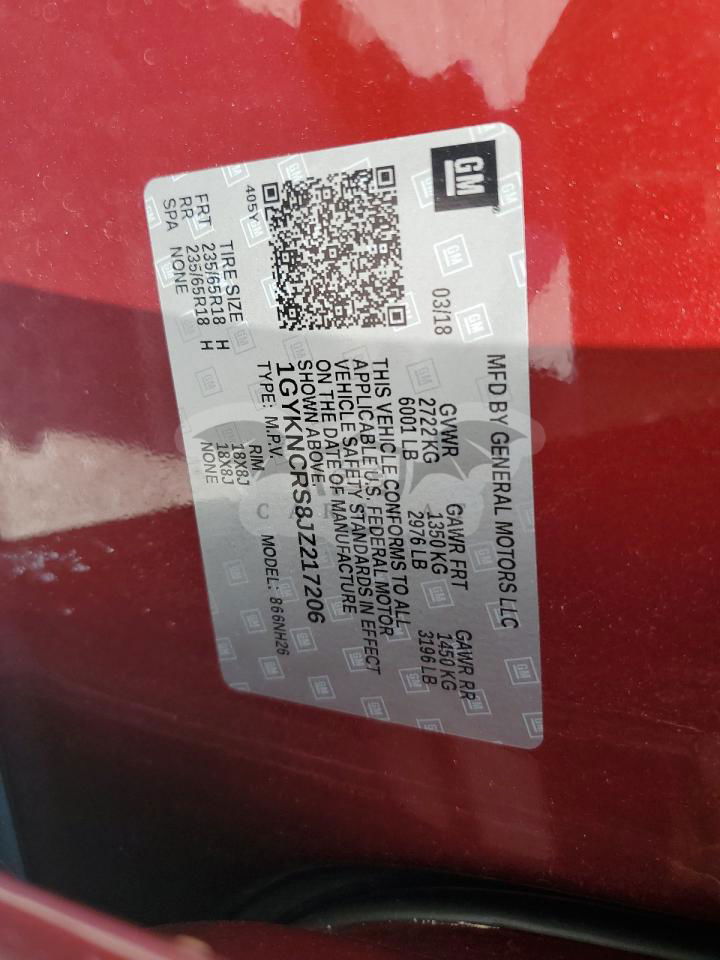 GM
MFD BY GENERAL MOTORS LLC
03/18 GVWR GAWR FRT GAWR RR
2722 KG 1350 KG 1450 KG
6001 LB 2976 LB 3196 LB
THIS VEHICLE CONFORMS TO ALL
APPLICABLE U.S. FEDERAL MOTOR
VEHICLE SAFETY STANDARDS IN EFFECT
ON THE DATE OF MANUFACTURE
SHOWN ABOVE.
1GYKNCRS8JZ217206
TYPE: M.P.V. MODEL: 866NH26
405Y
TIRE SIZE RIM
FRT 235/65R18 H 18X8J
RR 235/65R18 H 18X8J
SPA NONE NONE